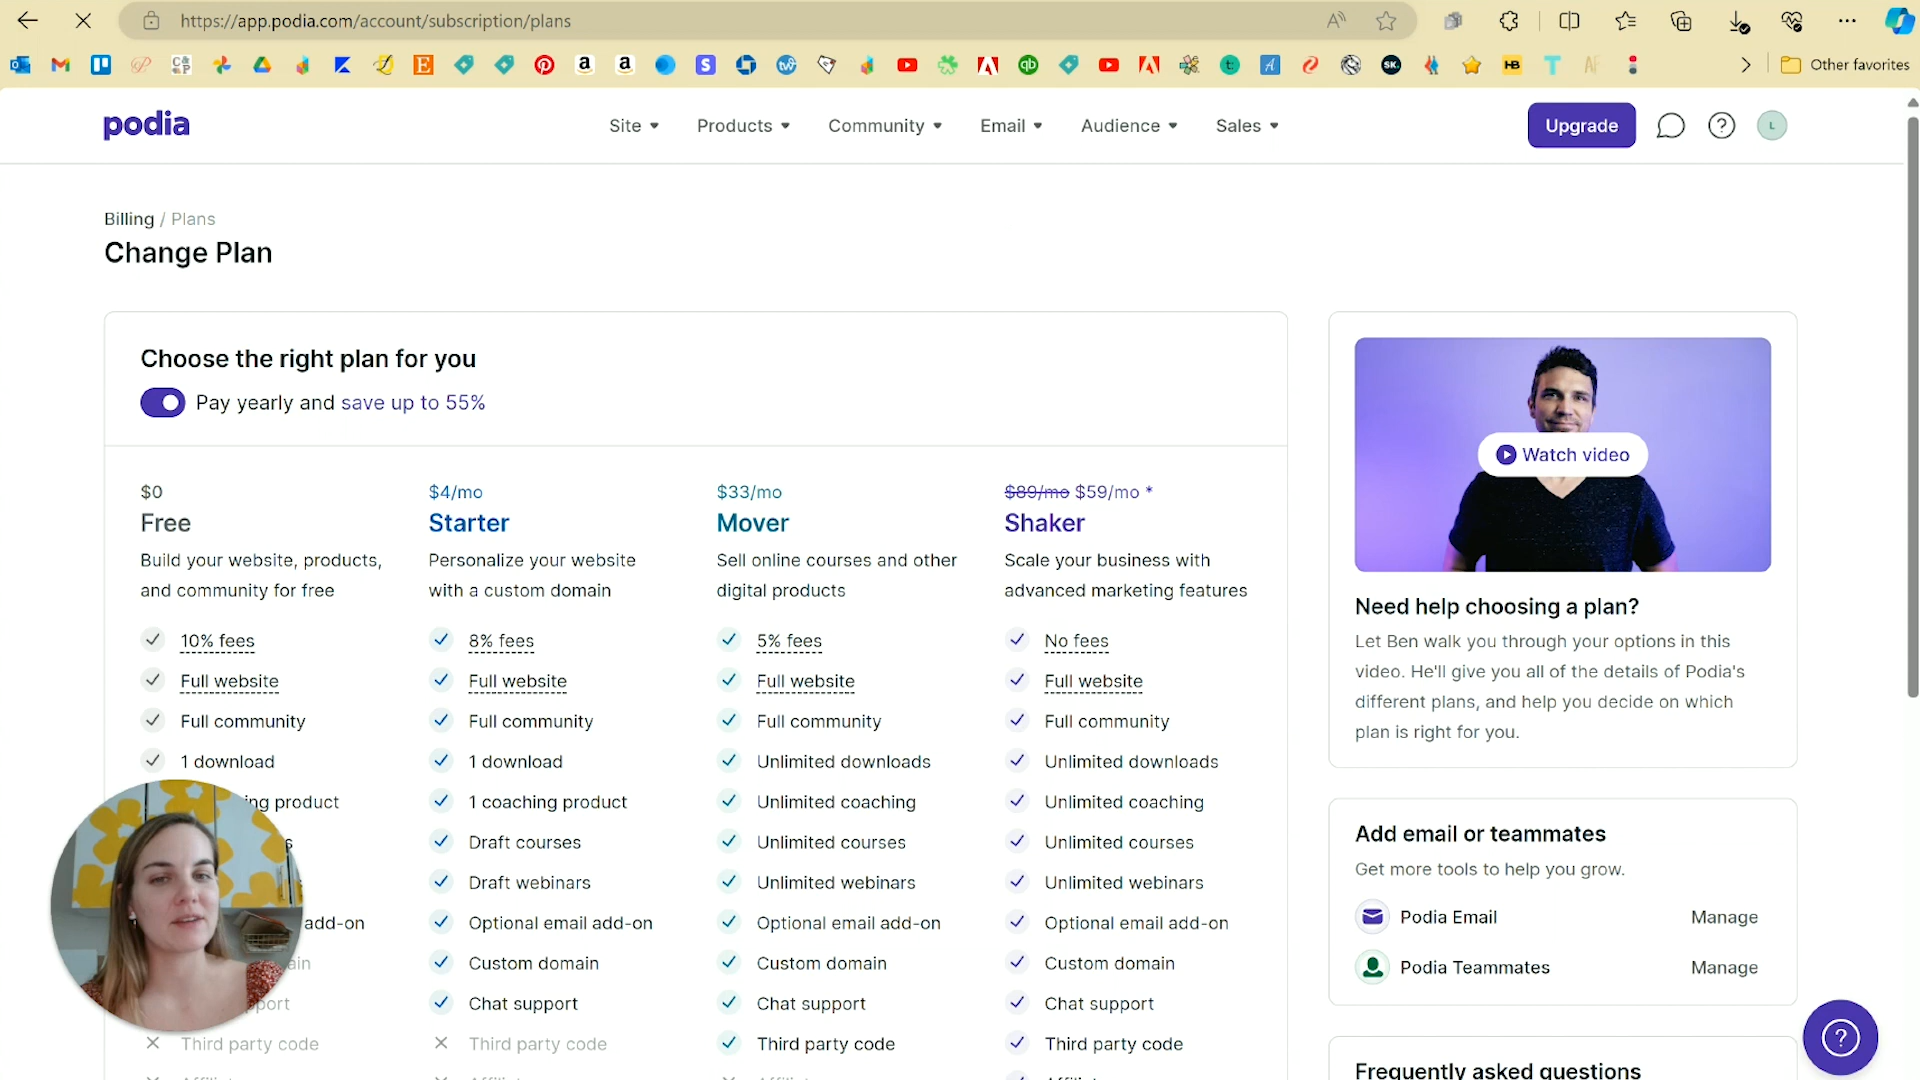 https://app.podia.com/account/subscription/plans
Other favorites
podia
Site
Products
Community
Email
Audience
Sales
Upgrade
L
Billing / Plans
Change Plan
Choose the right plan for you
Pay yearly and save up to 55%
$0
Free
Build your website, products,
and community for free
10% fees
Full website
Full community
1 download
ing product
s
add-on
ain
pport
Third party code
$4/mo
Starter
Personalize your website
with a custom domain
8% fees
Full website
Full community
1 download
1 coaching product
Draft courses
Draft webinars
Optional email add-on
Custom domain
Chat support
Third party code
$33/mo
Mover
Sell online courses and other
digital products
5% fees
Full website
Full community
Unlimited downloads
Unlimited coaching
Unlimited courses
Unlimited webinars
Optional email add-on
Custom domain
Chat support
Third party code
$89/mo $59/mo *
Shaker
Scale your business with
advanced marketing features
No fees
Full website
Full community
Unlimited downloads
Unlimited coaching
Unlimited courses
Unlimited webinars
Optional email add-on
Custom domain
Chat support
Third party code
Watch video
Need help choosing a plan?
Let Ben walk you through your options in this
video. He'll give you all of the details of Podia's
different plans, and help you decide on which
plan is right for you.
Add email or teammates
Get more tools to help you grow.
Podia Email Manage
Podia Teammates Manage
Frequently asked questions